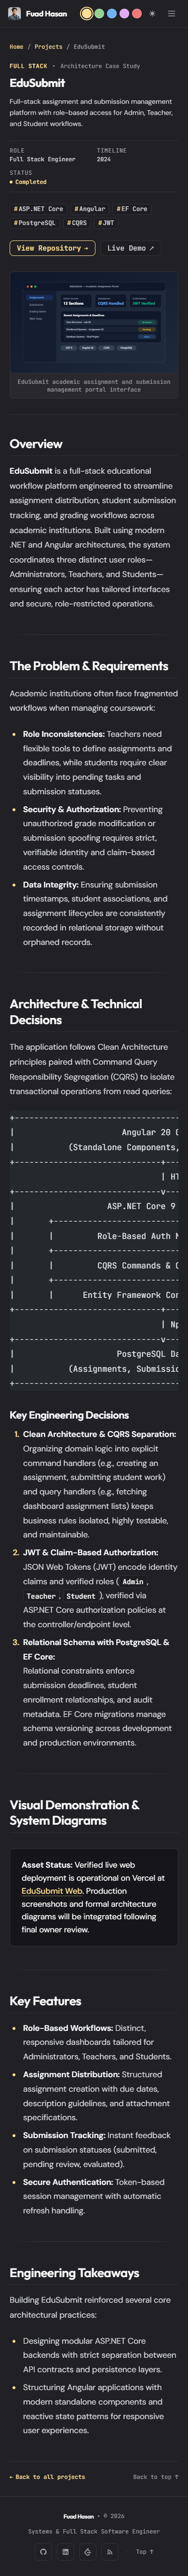 Fuad Hasan
Home / Projects / EduSubmit
FULL STACK • Architecture Case Study
EduSubmit
Full-stack assignment and submission management platform with role-based access for Admin, Teacher, and Student workflows.
ROLE
Full Stack Engineer
TIMELINE
2024
STATUS
Completed
#ASP.NET Core
#Angular
#EF Core
#PostgreSQL
#CQRS
#JWT
View Repository →
Live Demo ↗
EduSubmit academic assignment and submission
management portal interface
Overview
EduSubmit is a full-stack educational
workflow platform engineered to streamline
assignment distribution, student submission
tracking, and grading workflows across
academic institutions. Built using modern
.NET and Angular architectures, the system
coordinates three distinct user roles—
Administrators, Teachers, and Students—
ensuring each actor has tailored interfaces
and secure, role-restricted operations.
The Problem & Requirements
Academic institutions often face fragmented
workflows when managing coursework:
• Role Inconsistencies: Teachers need
flexible tools to define assignments and
deadlines, while students require clear
visibility into pending tasks and
submission statuses.
• Security & Authorization: Preventing
unauthorized grade modification or
submission spoofing requires strict,
verifiable identity and claim-based
access controls.
• Data Integrity: Ensuring submission
timestamps, student associations, and
grading feedback are consistently
recorded in relational storage without
orphaned records.
Architecture & Technical
Decisions
The application follows Clean Architecture
principles paired with Command Query
Responsibility Segregation (CQRS) to isolate
transactional operations from read queries:
Angular 20 C
(Standalone Components,
| HT
ASP.NET Core 9
Role-Based Auth M
CQRS Commands & Q
Entity Framework Cor
| Np
PostgreSQL Da
(Assignments, Submissio
Key Engineering Decisions
1. Clean Architecture & CQRS Separation:
Organizing domain logic into explicit
command handlers (e.g., creating an
assignment, submitting student work)
and query handlers (e.g., fetching
dashboard assignment lists) keeps
business rules isolated, highly testable,
and maintainable.
2. JWT & Claim-Based Authorization:
JSON Web Tokens (JWT) encode identity
claims and verified roles ( Admin ,
Teacher , Student ), verified via
ASP.NET Core authorization policies at
the controller/endpoint level.
3. Relational Schema with PostgreSQL &
EF Core:
Relational constraints enforce
submission deadlines, student
enrollment relationships, and audit
metadata. EF Core migrations manage
schema versioning across development
and production environments.
Visual Demonstration &
System Diagrams
Asset Status: Verified live web
deployment is operational on Vercel at
EduSubmit Web. Production
screenshots and formal architecture
diagrams will be integrated following
final owner review.
Key Features
• Role-Based Workflows: Distinct,
responsive dashboards tailored for
Administrators, Teachers, and Students.
• Assignment Distribution: Structured
assignment creation with due dates,
description guidelines, and attachment
specifications.
• Submission Tracking: Instant feedback
on submission statuses (submitted,
pending review, evaluated).
• Secure Authentication: Token-based
session management with automatic
refresh handling.
Engineering Takeaways
Building EduSubmit reinforced several core
architectural practices:
• Designing modular ASP.NET Core
backends with strict separation between
API contracts and persistence layers.
• Structuring Angular applications with
modern standalone components and
reactive state patterns for responsive
user experiences.
← Back to all projects
Back to top ↑
Fuad Hasan • © 2026
Systems & Full Stack Software Engineer
Top ↑